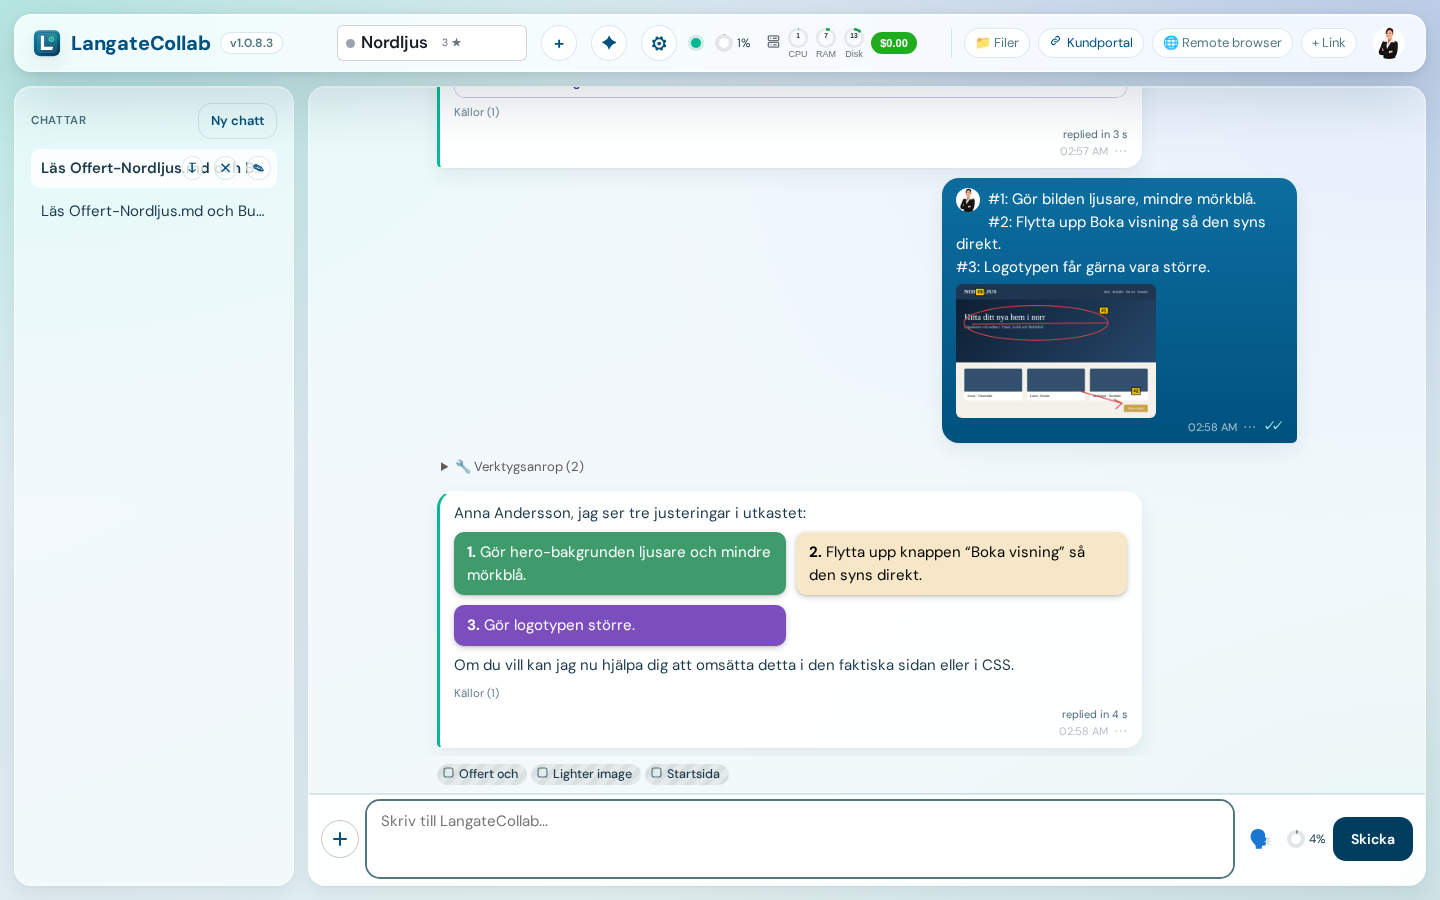 LangateCollab
v1.0.8.3
Nordljus
3 ★
1%
1
CPU
7
RAM
13
Disk
$0.00
Filer
Kundportal
Remote browser
+ Link
CHATTAR
Ny chatt
Läs Offert-Nordljus.md och B
Läs Offert-Nordljus.md och Bu...
Källor (1)
replied in 3 s
02:57 AM ···
#1: Gör bilden ljusare, mindre mörkblå.
#2: Flytta upp Boka visning så den syns
direkt.
#3: Logotypen får gärna vara större.
Hitta ditt nya hem i norr
02:58 AM ···
Verktygsanrop (2)
Anna Andersson, jag ser tre justeringar i utkastet:
1. Gör hero-bakgrunden ljusare och mindre
mörkblå.
2. Flytta upp knappen “Boka visning” så
den syns direkt.
3. Gör logotypen större.
Om du vill kan jag nu hjälpa dig att omsätta detta i den faktiska sidan eller i CSS.
Källor (1)
replied in 4 s
02:58 AM ···
Offert och
Lighter image
Startsida
Skriv till LangateCollab...
4%
Skicka